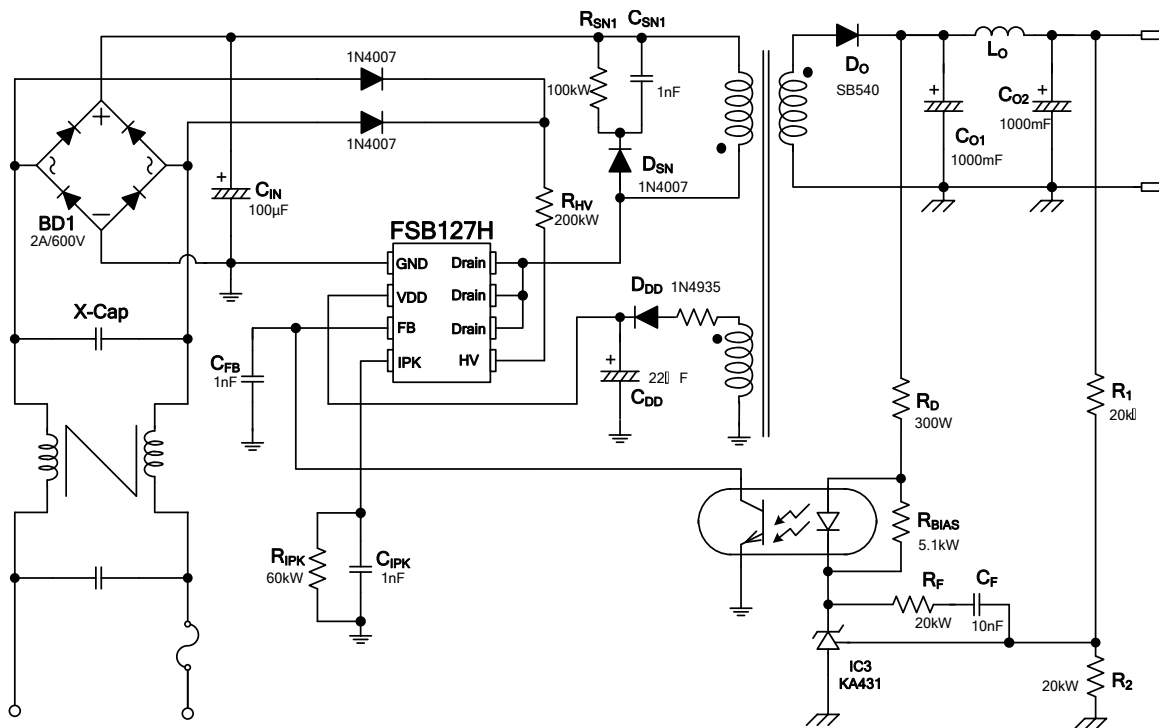 RSN1 CSN1
1N4007
100kW
1nF
1N4007
DSN
1N4007
DO
SB540
LO
CO1
1000mF
CO2
1000mF
+
+
+
−
BD1
2A/600V
+
CIN
100µF
RHV
200kW
FSB127H
GND
VDD
FB
IPK
Drain
Drain
Drain
HV
DDD 1N4935
+
22 F
CDD
X-Cap
CFB
1nF
RD
300W
R1
20k
RBIAS
5.1kW
RIPK
60kW
CIPK
1nF
RF
20kW
CF
10nF
IC3
KA431
20kW
R2